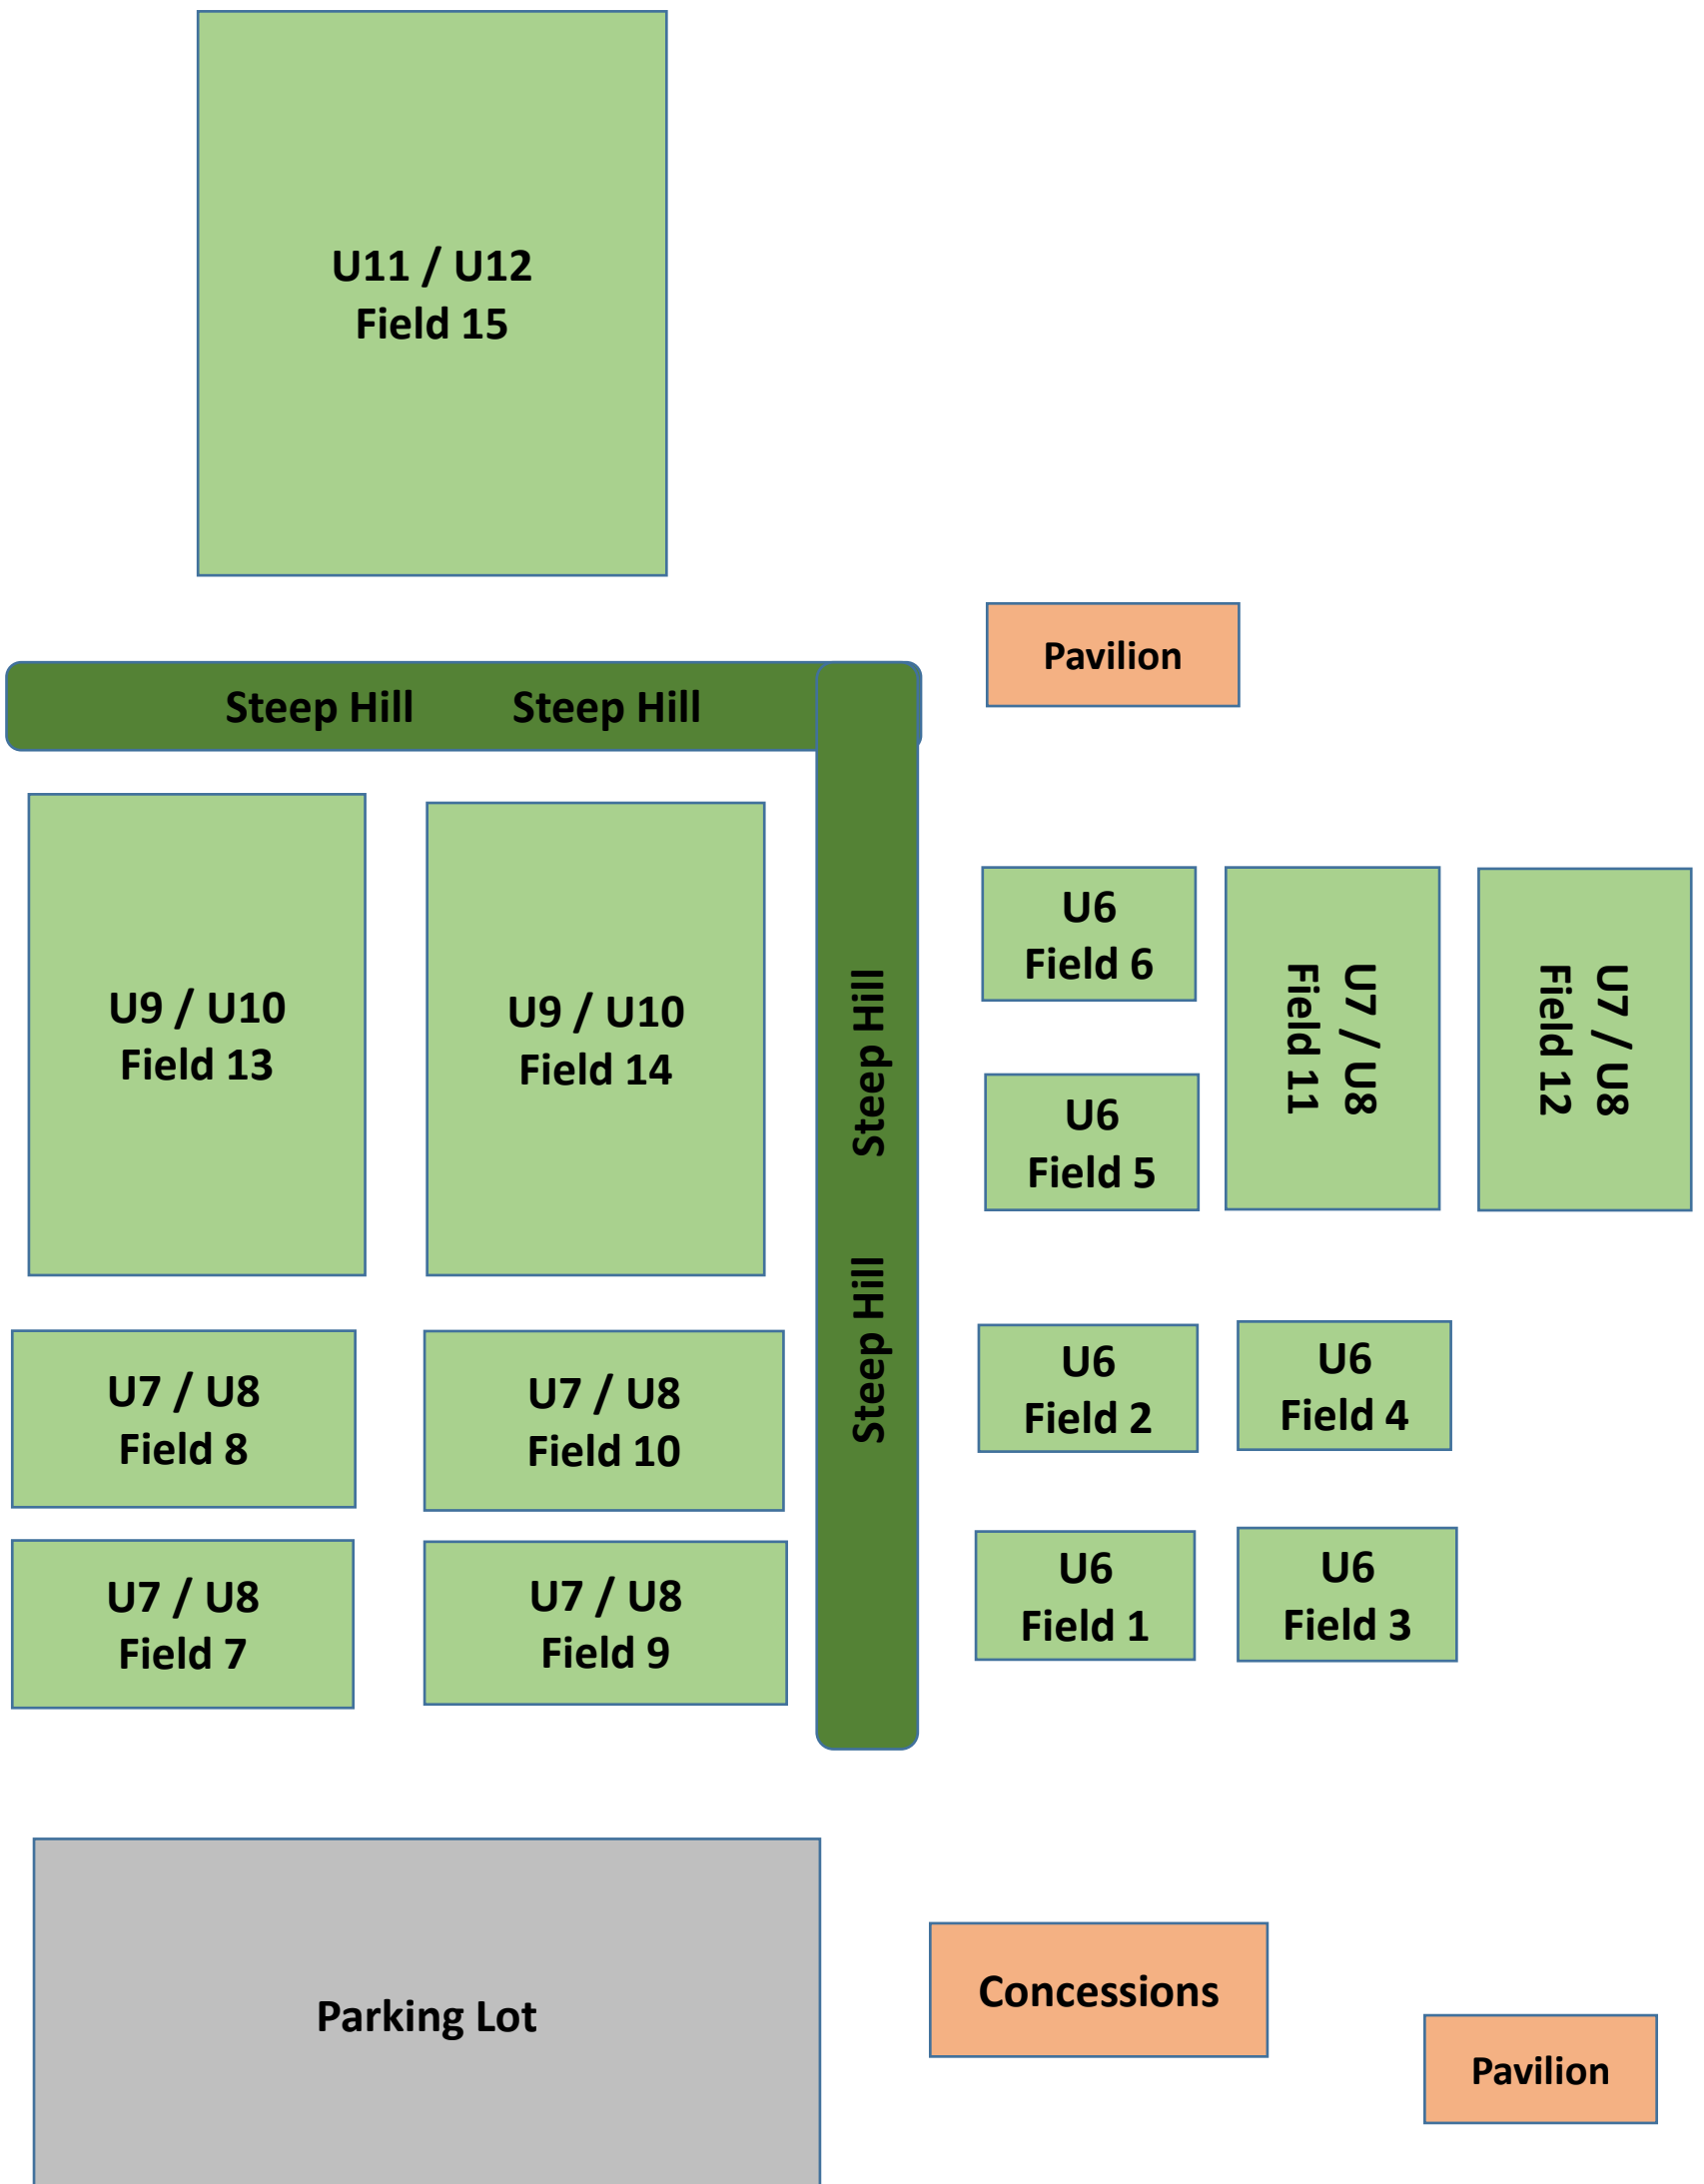 U11 / U12
Field 15
Pavilion
Steep Hill Steep Hill
U9 / U10
Field 13
U9 / U10
Field 14
Steep Hill Steep Hill
U6
Field 6
U7 / U8
Field 11
U7 / U8
Field 12
U6
Field 5
U7 / U8
Field 8
U7 / U8
Field 10
U6
Field 2
U6
Field 4
U7 / U8
Field 7
U7 / U8
Field 9
U6
Field 1
U6
Field 3
Parking Lot
Concessions
Pavilion